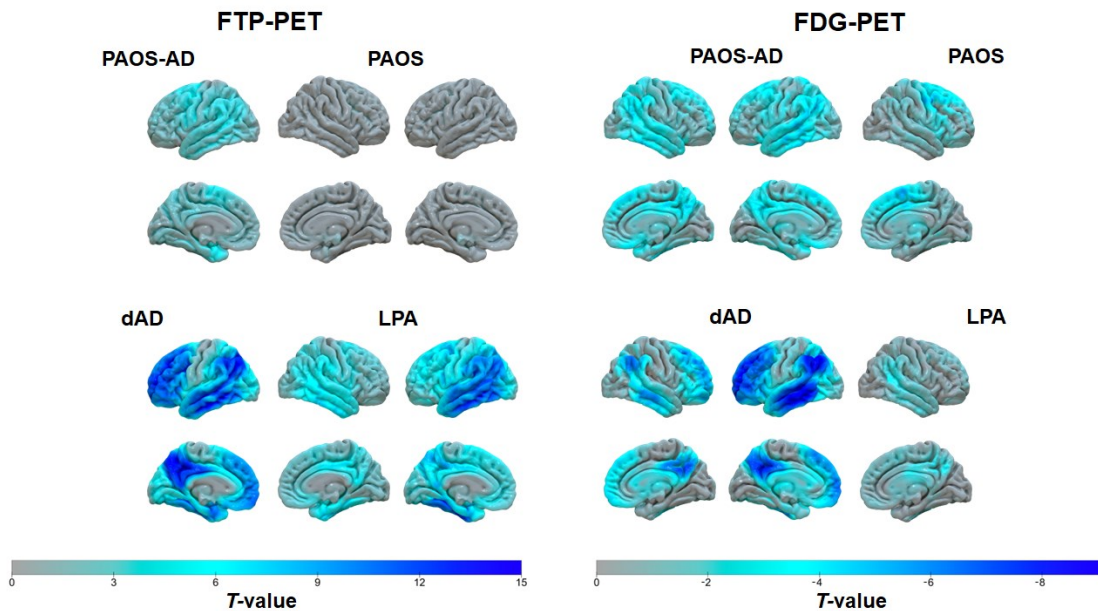 FTP-PET
FDG-PET
PAOS-AD
PAOS
PAOS-AD
PAOS
dAD
LPA
dAD
LPA
0 3 6 9 12 15
T-value
0 -2 -4 -6 -8
T-value